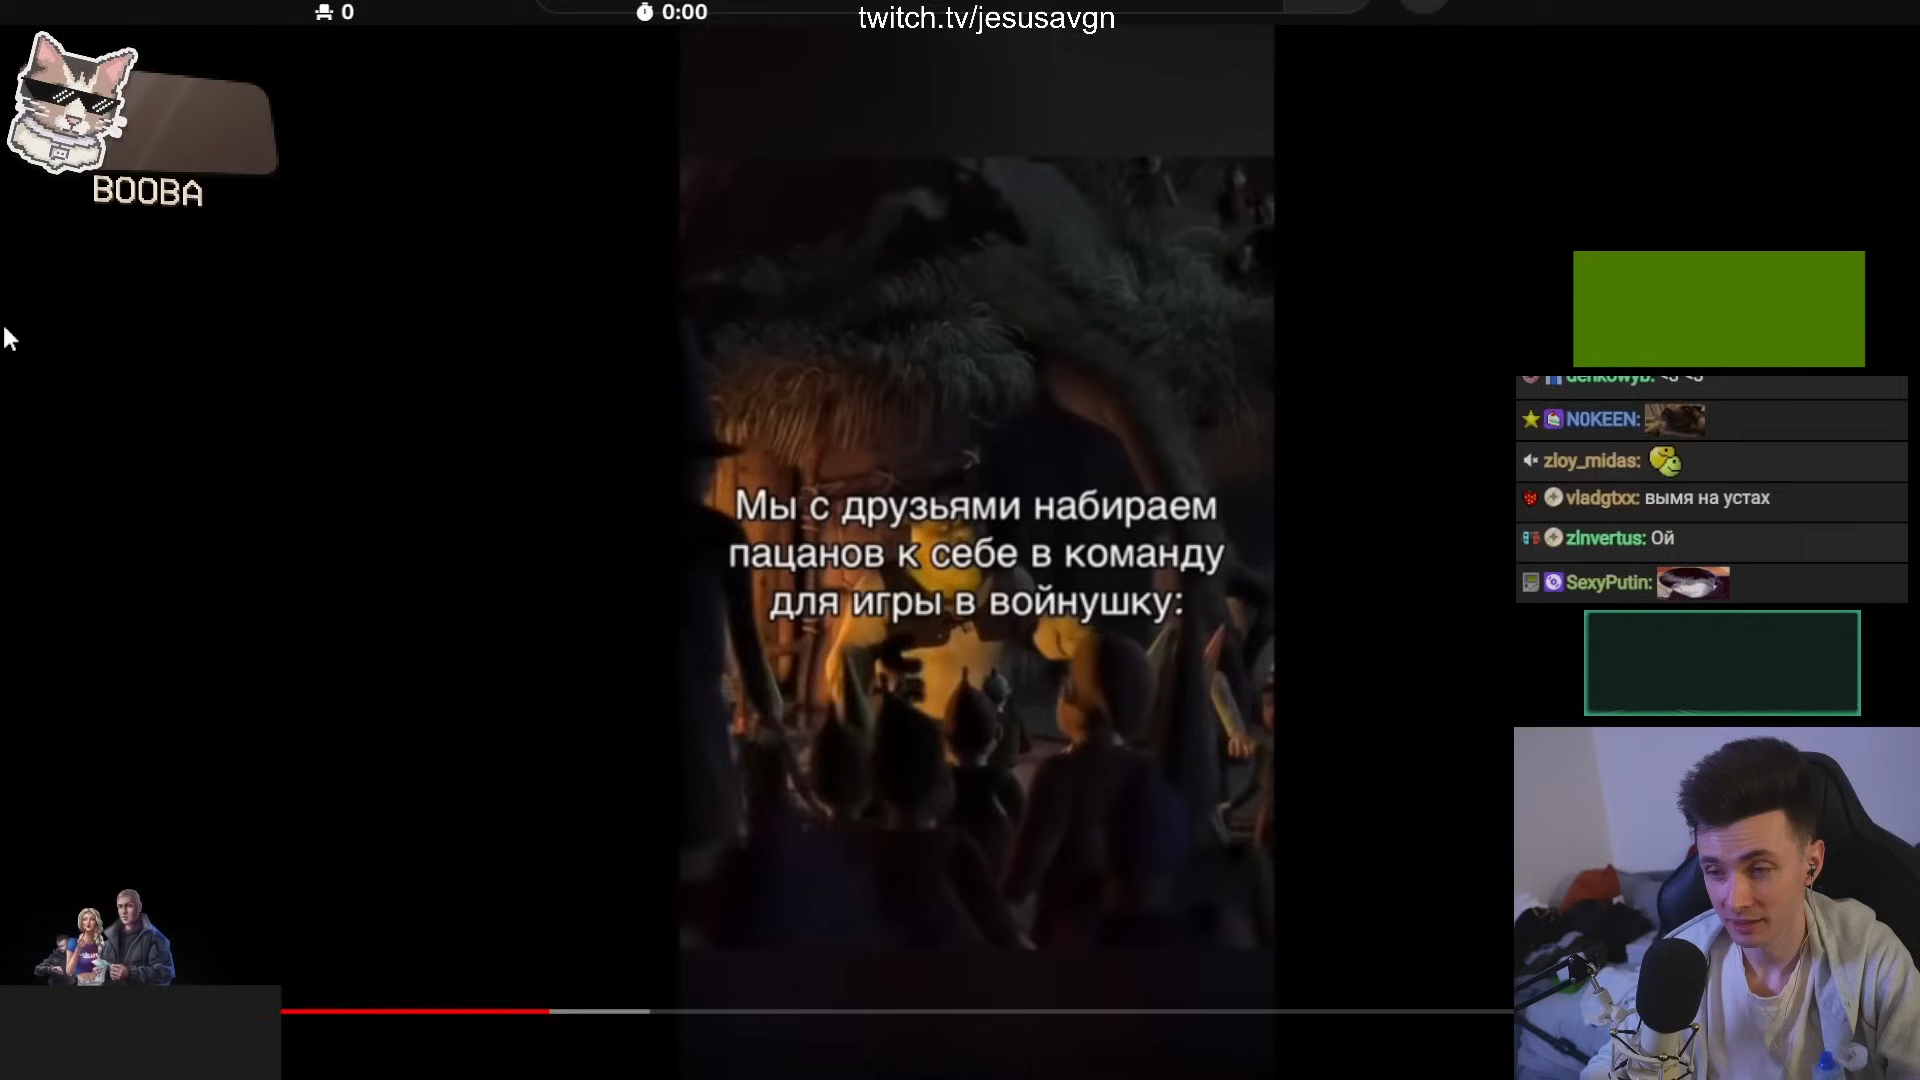 0
0:00
twitch.tv/jesusavgn
BOOBA
Мы с друзьями набираем
пацанов к себе в команду
для игры в войнушку:
N0KEEN:
zloy_midas:
vladgtxx: вымя на устах
zInvertus: Ой
SexyPutin: